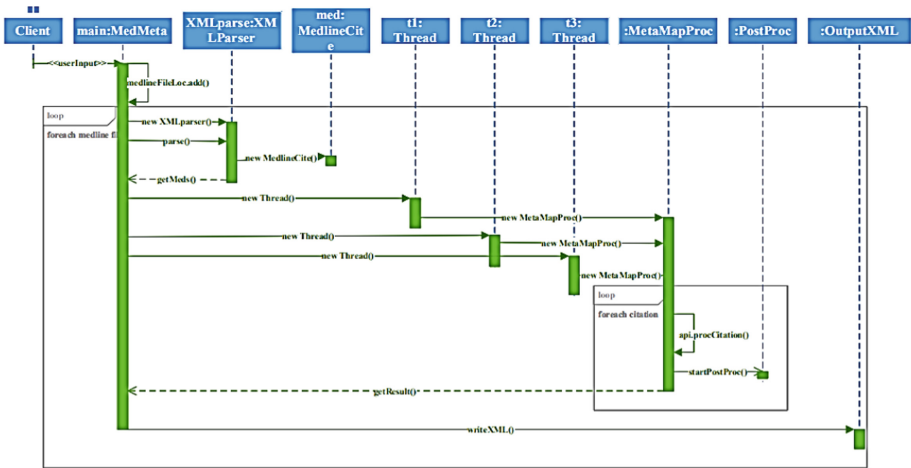 Client
main:MedMeta
XMLparse:XM
LParser
med:
MedlineCit
e
t1:
Thread
t2:
Thread
t3:
Thread
:MetaMapProc
:PostProc
:OutputXML
<<userInput>>
medlineFileLoc.add()
loop
foreach medline fi
new XMLparser()
parse()
new MedlineCite()
getMeds()
new Thread()
new MetaMapProc()
new Thread()
new MetaMapProc()
new Thread()
new MetaMapProc()
loop
foreach citation
api.procCitation()
startPostProc()
getResult()
writeXML()